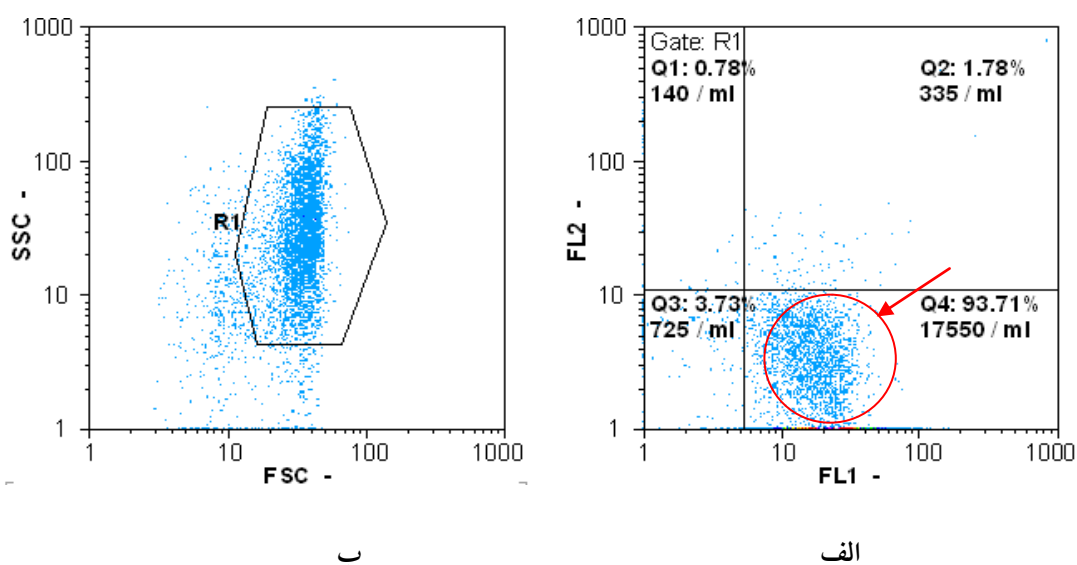 1000
100
10
1
1
10
100
1000
SSC -
FSC -
R1
1000
100
10
1
1
10
100
1000
FL2 -
FL1 -
Gate: R1
Q1: 0.78%
140 / ml
Q2: 1.78%
335 / ml
Q3: 3.73%
725 / ml
Q4: 93.71%
17550 / ml
الف
ب